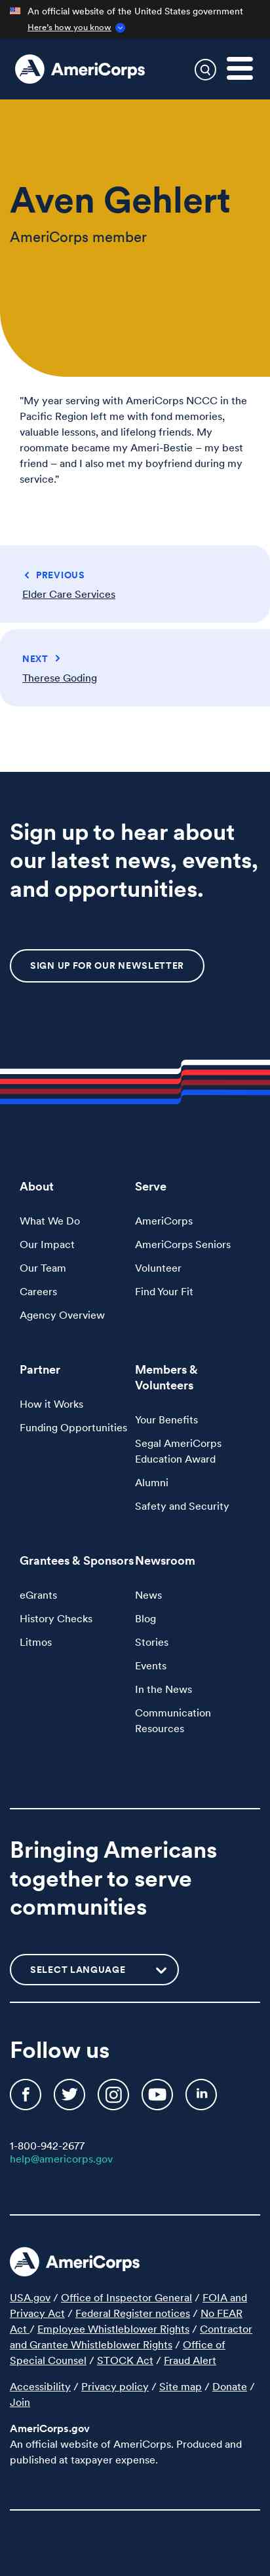 An official website of the United States government
Here's how you know
AmeriCorps
Aven Gehlert
AmeriCorps member
"My year serving with AmeriCorps NCCC in the
Pacific Region left me with fond memories,
valuable lessons, and lifelong friends. My
roommate became my Ameri-Bestie – my best
friend – and I also met my boyfriend during my
service."
PREVIOUS
Elder Care Services
NEXT
Therese Goding
Sign up to hear about
our latest news, events,
and opportunities.
SIGN UP FOR OUR NEWSLETTER
About
What We Do
Our Impact
Our Team
Careers
Agency Overview
Serve
AmeriCorps
AmeriCorps Seniors
Volunteer
Find Your Fit
Partner
How it Works
Funding Opportunities
Members &
Volunteers
Your Benefits
Segal AmeriCorps
Education Award
Alumni
Safety and Security
Grantees & Sponsors
eGrants
History Checks
Litmos
Newsroom
News
Blog
Stories
Events
In the News
Communication
Resources
Bringing Americans
together to serve
communities
SELECT LANGUAGE
Follow us
1-800-942-2677
help@americorps.gov
AmeriCorps
USA.gov / Office of Inspector General / FOIA and
Privacy Act / Federal Register notices / No FEAR
Act / Employee Whistleblower Rights / Contractor
and Grantee Whistleblower Rights / Office of
Special Counsel / STOCK Act / Fraud Alert
Accessibility / Privacy policy / Site map / Donate /
Join
AmeriCorps.gov
An official website of AmeriCorps. Produced and
published at taxpayer expense.